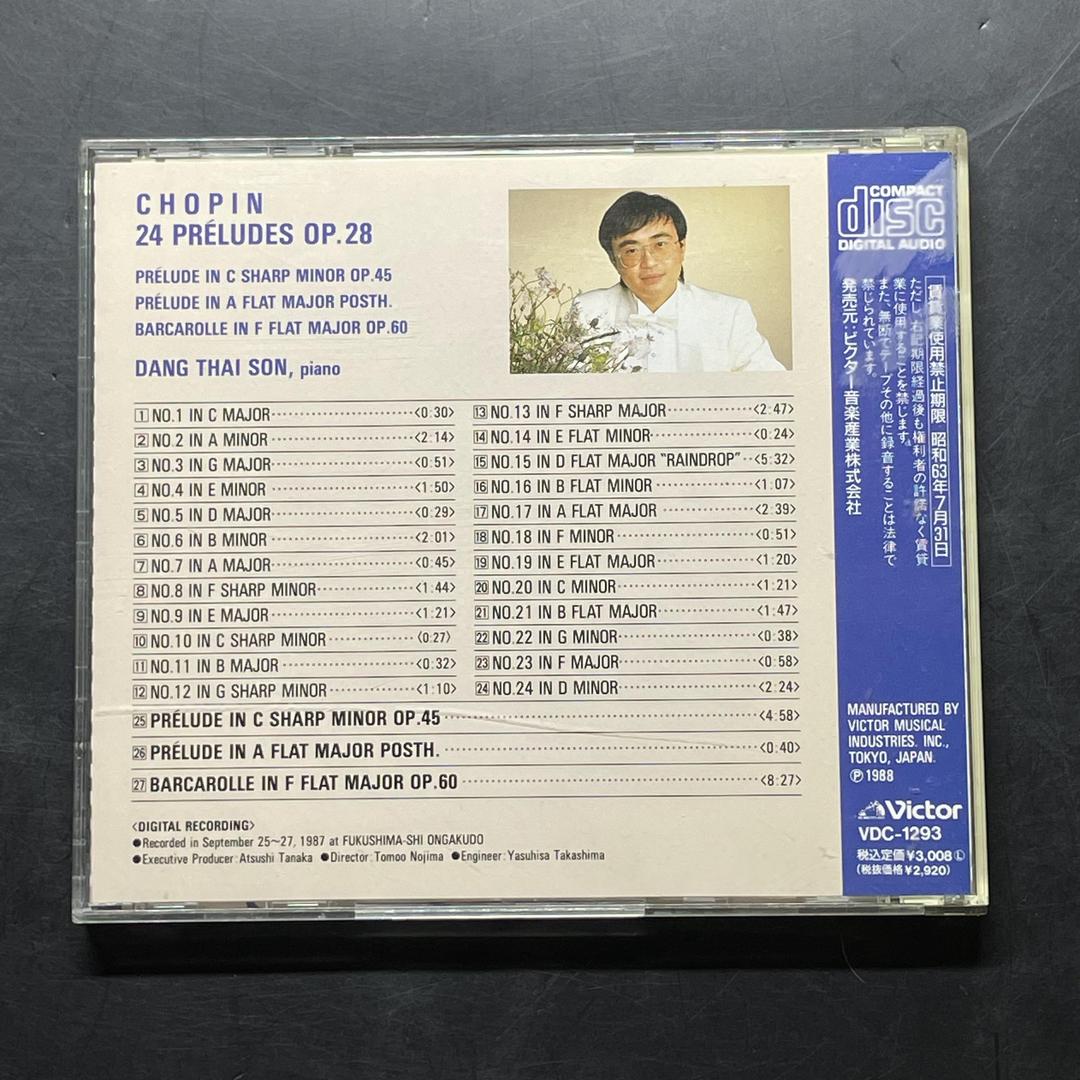 CHOPIN
24 PRÉLUDES OP.28
PRÉLUDE IN C SHARP MINOR OP.45
PRÉLUDE IN A FLAT MAJOR POSTH.
BARCAROLLE IN F FLAT MAJOR OP.60
DANG THAI SON, piano
1 NO.1 IN C MAJOR <0:30>
2 NO.2 IN A MINOR <2:14>
3 NO.3 IN G MAJOR <0:51>
4 NO.4 IN E MINOR <1:50>
5 NO.5 IN D MAJOR <0:29>
6 NO.6 IN B MINOR <2:01>
7 NO.7 IN A MAJOR <0:45>
8 NO.8 IN F SHARP MINOR <1:44>
9 NO.9 IN E MAJOR <1:21>
10 NO.10 IN C SHARP MINOR <0:27>
11 NO.11 IN B MAJOR <0:32>
12 NO.12 IN G SHARP MINOR <1:10>
13 NO.13 IN F SHARP MAJOR <2:47>
14 NO.14 IN E FLAT MINOR <0:24>
15 NO.15 IN D FLAT MAJOR "RAINDROP" <5:32>
16 NO.16 IN B FLAT MINOR <1:07>
17 NO.17 IN A FLAT MAJOR <2:39>
18 NO.18 IN F MINOR <0:51>
19 NO.19 IN E FLAT MAJOR <1:20>
20 NO.20 IN C MINOR <1:21>
21 NO.21 IN B FLAT MAJOR <1:47>
22 NO.22 IN G MINOR <0:38>
23 NO.23 IN F MAJOR <0:58>
24 NO.24 IN D MINOR <2:24>
25 PRÉLUDE IN C SHARP MINOR OP.45 <4:58>
26 PRÉLUDE IN A FLAT MAJOR POSTH. <0:40>
27 BARCAROLLE IN F FLAT MAJOR OP.60 <8:27>
<DIGITAL RECORDING>
●Recorded in September 25~27, 1987 at FUKUSHIMA-SHI ONGAKUDO
●Executive Producer: Atsushi Tanaka ●Director: Tomoo Nojima ●Engineer: Yasuhisa Takashima
COMPACT
disc
DIGITAL AUDIO
賃貸業使用禁止期限 昭和63年7月31日
ただし、右記期限経過後も権利者の許諾なく賃貸
業に使用することを禁じます。
また、無断でテープその他に録音することは法律で
禁じられています。
発売元:ビクター音楽産業株式会社
MANUFACTURED BY
VICTOR MUSICAL
INDUSTRIES. INC.,
TOKYO, JAPAN.
Ⓟ1988
Victor
VDC-1293
税込定価¥3,008Ⓛ
(税抜価格¥2,920)